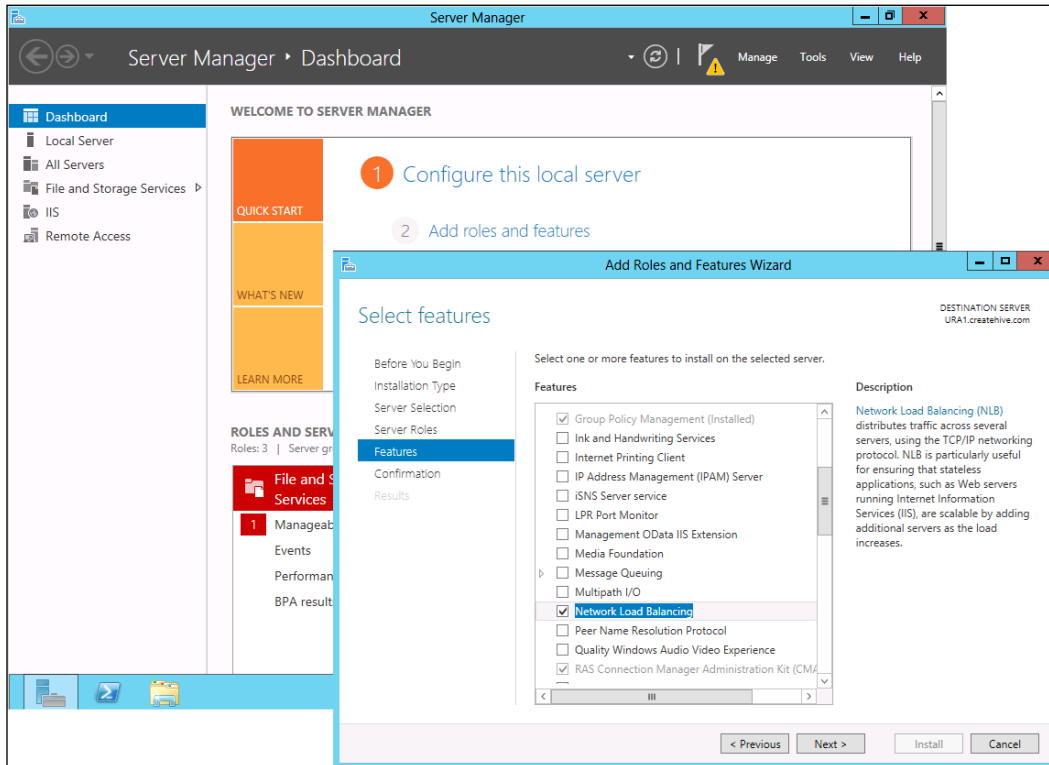 Server Manager
Server Manager • Dashboard
Manage Tools View Help
Dashboard
Local Server
All Servers
File and Storage Services
IIS
Remote Access
WELCOME TO SERVER MANAGER
QUICK START
WHAT'S NEW
LEARN MORE
1 Configure this local server
2 Add roles and features
ROLES AND SERV
Roles: 3 | Server gr
File and S
Services
1 Manageab
Events
Performan
BPA result
Add Roles and Features Wizard
Select features
DESTINATION SERVER
URA1.createhive.com
Before You Begin
Installation Type
Server Selection
Server Roles
Features
Confirmation
Results
Select one or more features to install on the selected server.
Features
Group Policy Management (Installed)
Ink and Handwriting Services
Internet Printing Client
IP Address Management (IPAM) Server
iSNS Server service
LPR Port Monitor
Management OData IIS Extension
Media Foundation
Message Queuing
Multipath I/O
Network Load Balancing
Peer Name Resolution Protocol
Quality Windows Audio Video Experience
RAS Connection Manager Administration Kit (CMA
Description
Network Load Balancing (NLB)
distributes traffic across several
servers, using the TCP/IP networking
protocol. NLB is particularly useful
for ensuring that stateless
applications, such as Web servers
running Internet Information
Services (IIS), are scalable by adding
additional servers as the load
increases.
< Previous
Next >
Install
Cancel